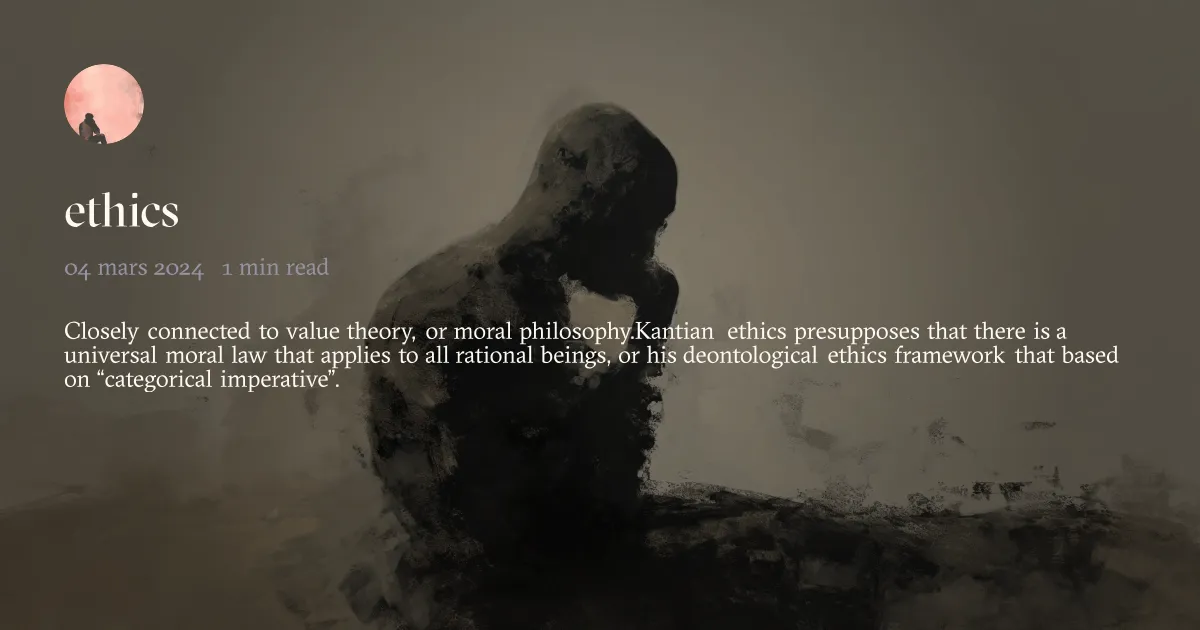 ethics
04 mars 2024 1 min read
Closely connected to value theory, or moral philosophy.Kantian ethics presupposes that there is a
universal moral law that applies to all rational beings, or his deontological ethics framework that based
on “categorical imperative”.